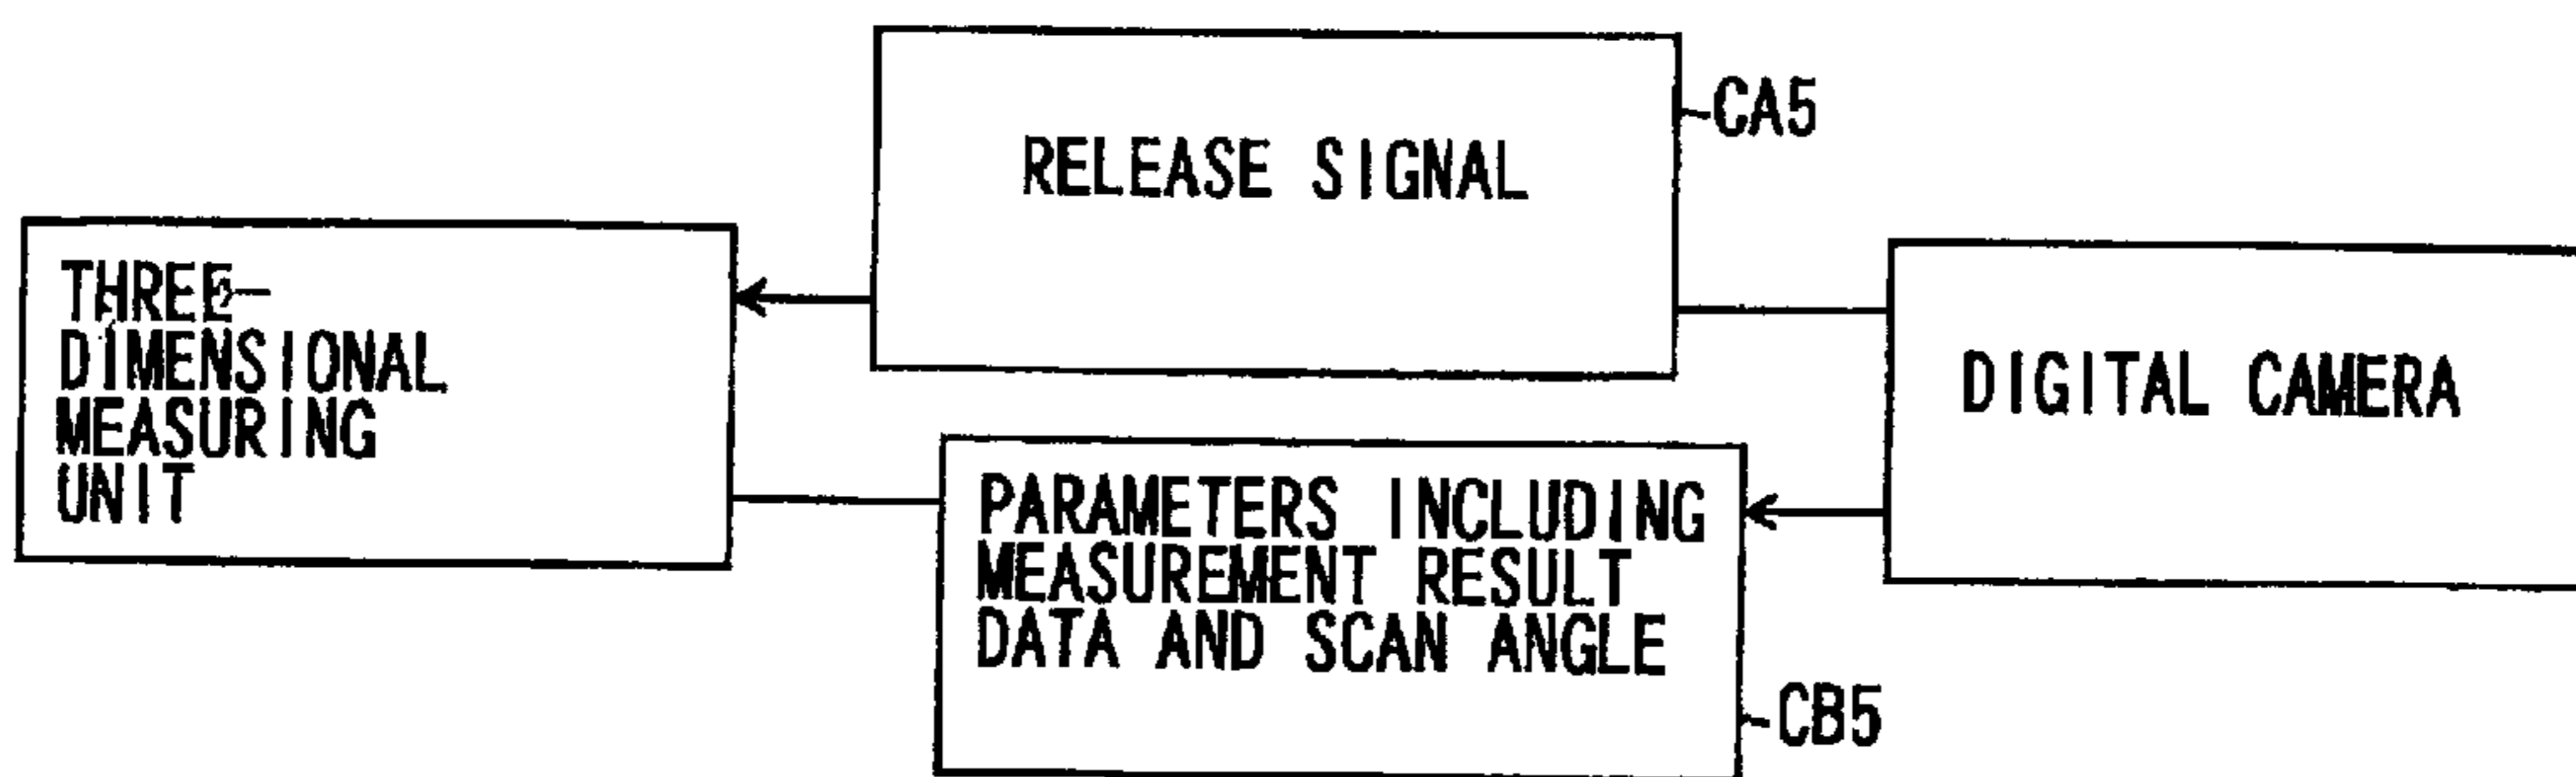 RELEASE SIGNAL
CA5
THREE-
DIMENSIONAL
MEASURING
UNIT
DIGITAL CAMERA
PARAMETERS INCLUDING
MEASUREMENT RESULT
DATA AND SCAN ANGLE
CB5